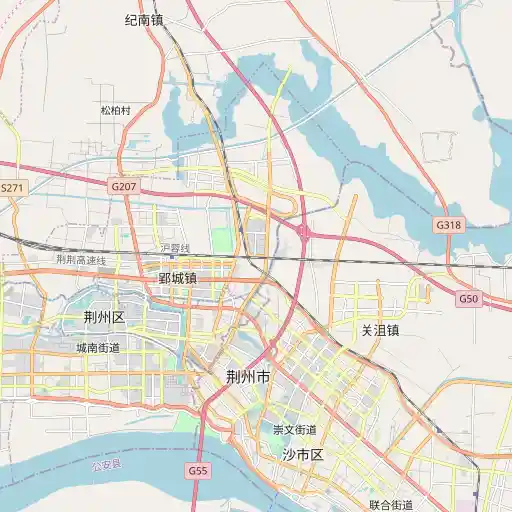 纪南镇
松柏村
S271
G207
G318
沪蓉线
荆荆高速线
郢城镇
G50
荆州区
关沮镇
城南街道
荆州市
崇文街道
沙市区
公安县
G55
联合街道